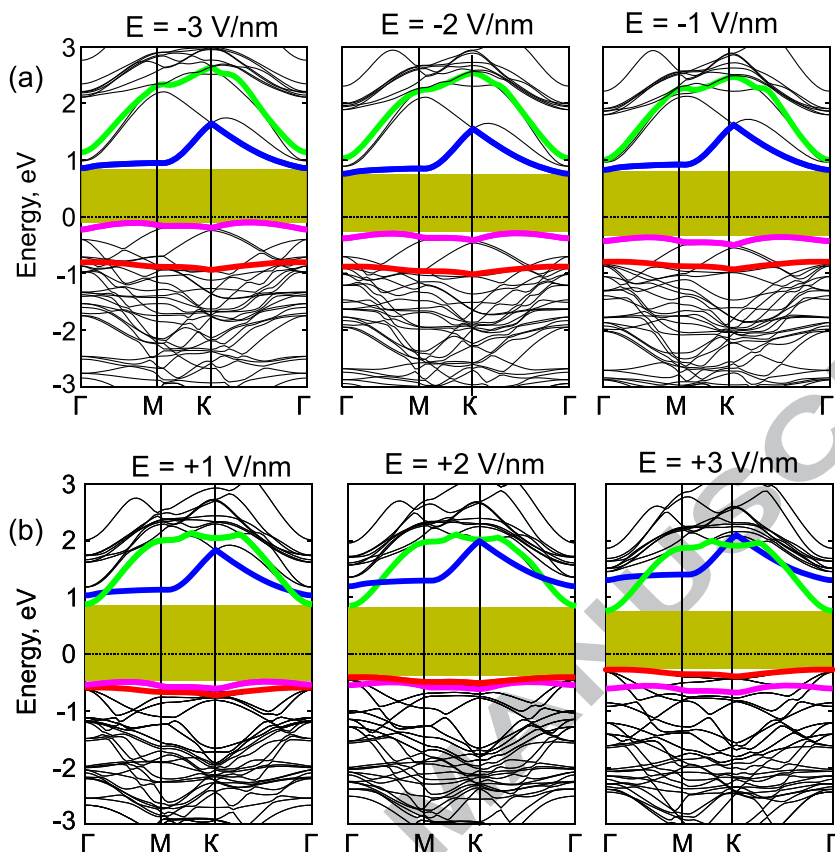 E = -3 V/nm
E = -2 V/nm
E = -1 V/nm
(a)
3
2
1
0
-1
-2
-3
Energy, eV
Γ M K Γ
Γ M K Γ
Γ M K Γ
E = +1 V/nm
E = +2 V/nm
E = +3 V/nm
(b)
3
2
1
0
-1
-2
-3
Energy, eV
Γ M K Γ
Γ M K Γ
Γ M K Γ
MANUSC